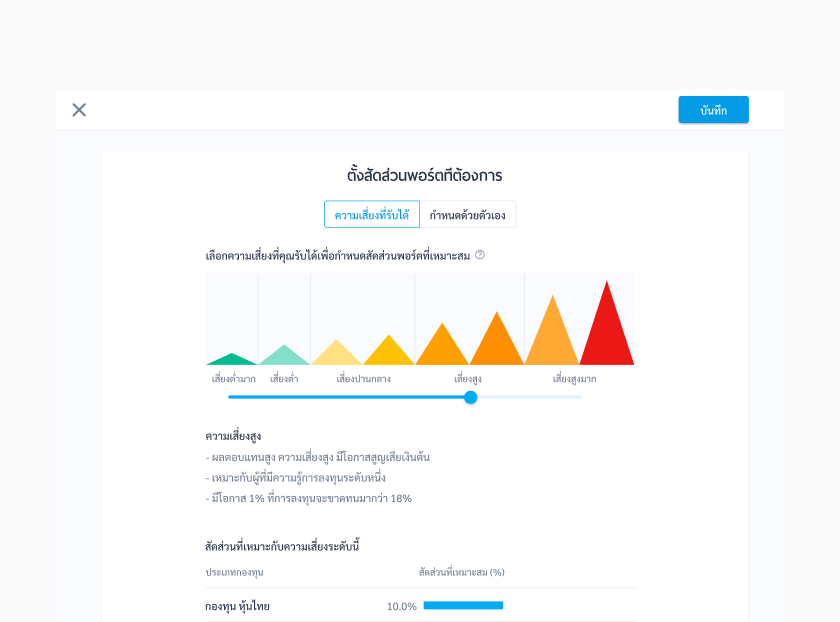 บันทึก
ตั้งสัดส่วนพอร์ตที่ต้องการ
ความเสี่ยงที่รับได้ กำหนดด้วยตัวเอง
เลือกความเสี่ยงที่คุณรับได้เพื่อกำหนดสัดส่วนพอร์ตที่เหมาะสม ?
เสี่ยงต่ำมาก เสี่ยงต่ำ เสี่ยงปานกลาง เสี่ยงสูง เสี่ยงสูงมาก
ความเสี่ยงสูง
- ผลตอบแทนสูง ความเสี่ยงสูง มีโอกาสสูญเสียเงินต้น
- เหมาะกับผู้ที่มีความรู้การลงทุนระดับหนึ่ง
- มีโอกาส 1% ที่การลงทุนจะขาดทุนมากว่า 18%
สัดส่วนที่เหมาะกับความเสี่ยงระดับนี้
ประเภทกองทุน สัดส่วนที่เหมาะสม (%)
กองทุน หุ้นไทย 10.0%